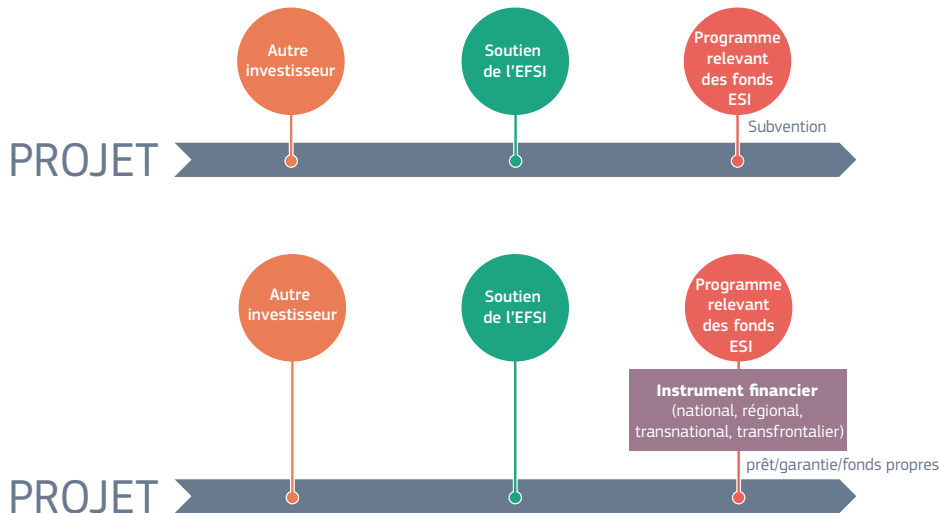 Autre
investisseur
Soutien
de l'EFSI
Programme
relevant
des fonds
ESI
Subvention
PROJET
Autre
investisseur
Soutien
de l'EFSI
Programme
relevant
des fonds
ESI
Instrument financier
(national, régional,
transnational, transfrontalier)
prêt/garantie/fonds propres
PROJET